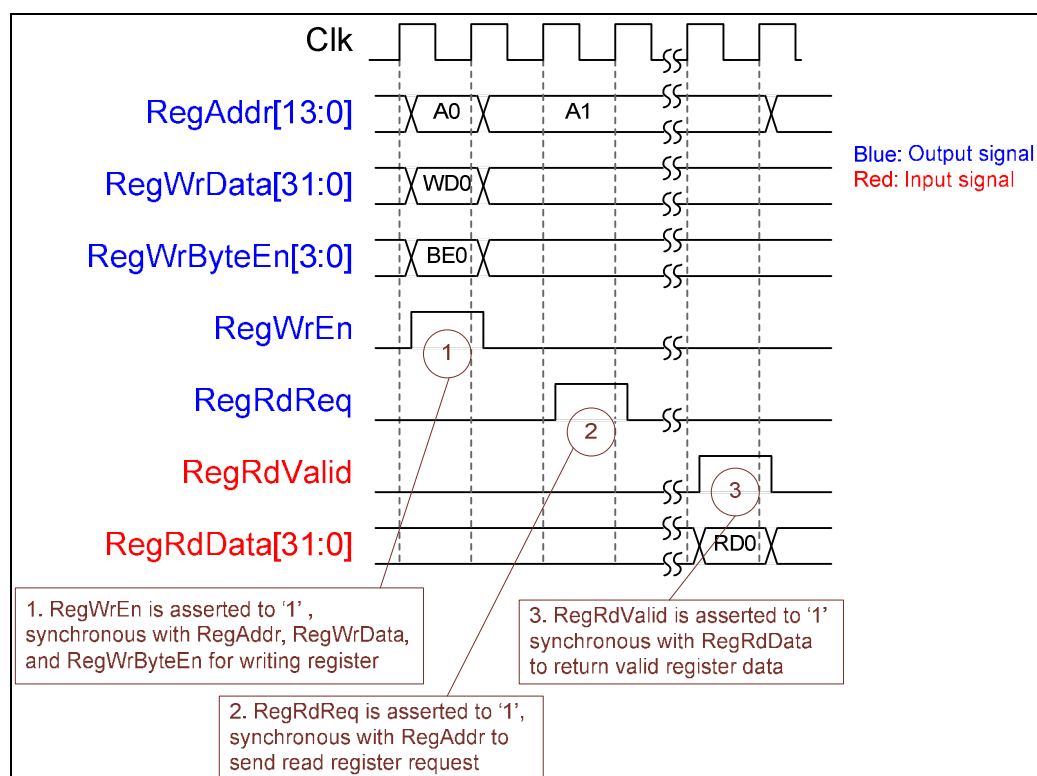 Clk
RegAddr[13:0]
A0
A1
Blue: Output signal
Red: Input signal
RegWrData[31:0]
WD0
RegWrByteEn[3:0]
BE0
RegWrEn
1
RegRdReq
2
RegRdValid
3
RegRdData[31:0]
RD0
1. RegWrEn is asserted to ‘1’ ,
synchronous with RegAddr, RegWrData,
and RegWrByteEn for writing register
3. RegRdValid is asserted to ‘1’
synchronous with RegRdData
to return valid register data
2. RegRdReq is asserted to ‘1’,
synchronous with RegAddr to
send read register request